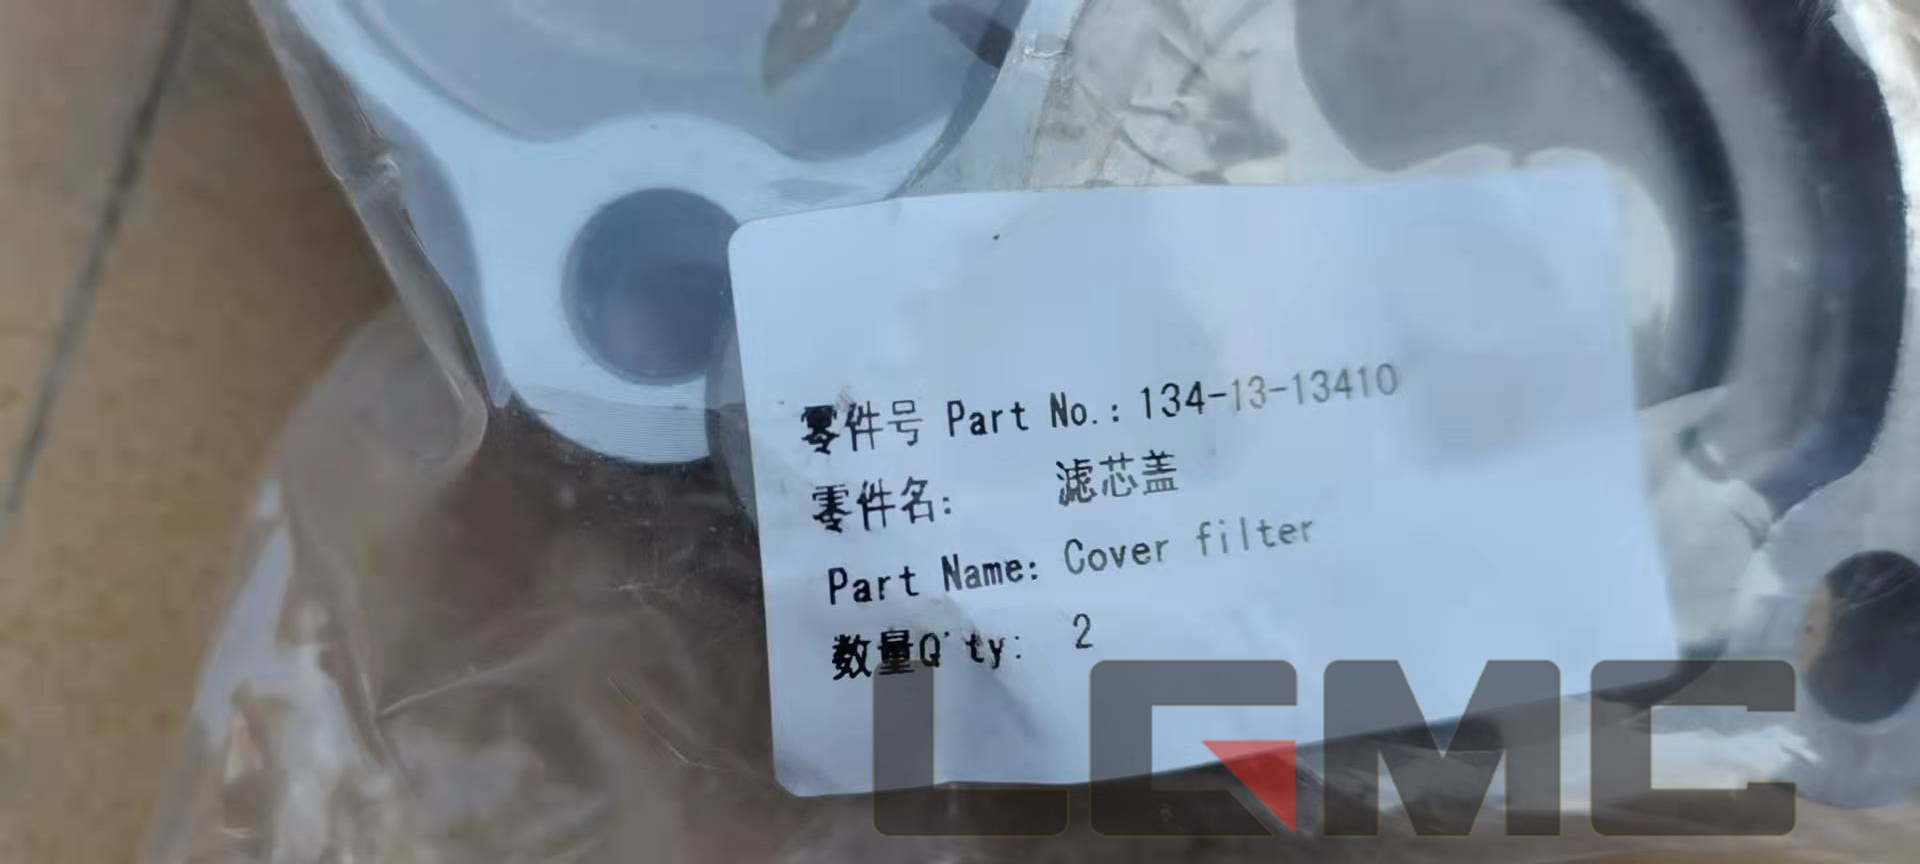 零件号 Part No.: 134-13-13410
零件名: 滤芯盖
Part Name: Cover filter
数量Q'ty: 2
LGMG